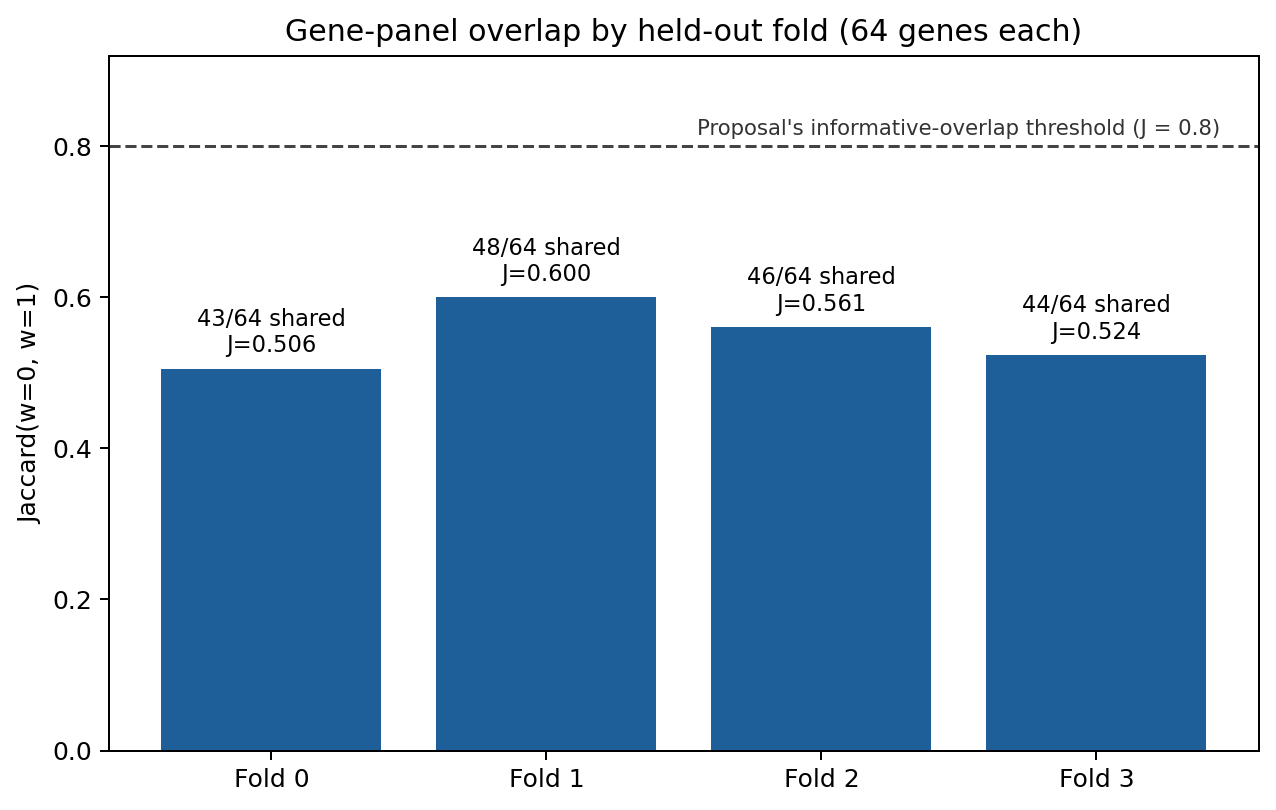 Gene-panel overlap by held-out fold (64 genes each)
Proposal's informative-overlap threshold (J = 0.8)
Jaccard(w=0, w=1)
0.8
0.6
0.4
0.2
0.0
43/64 shared
J=0.506
48/64 shared
J=0.600
46/64 shared
J=0.561
44/64 shared
J=0.524
Fold 0
Fold 1
Fold 2
Fold 3